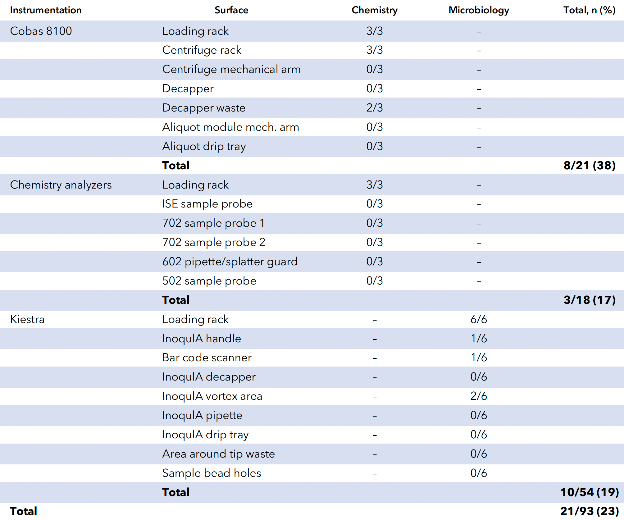 Instrumentation Surface Chemistry Microbiology Total, n (%)
Cobas 8100 Loading rack 3/3 –
Centrifuge rack 3/3 –
Centrifuge mechanical arm 0/3 –
Decapper 0/3 –
Decapper waste 2/3 –
Aliquot module mech. arm 0/3 –
Aliquot drip tray 0/3 –
Total 8/21 (38)
Chemistry analyzers Loading rack 3/3 –
ISE sample probe 0/3 –
702 sample probe 1 0/3 –
702 sample probe 2 0/3 –
602 pipette/splatter guard 0/3 –
502 sample probe 0/3 –
Total 3/18 (17)
Kiestra Loading rack – 6/6
InoqulA handle – 1/6
Bar code scanner – 1/6
InoqulA decapper – 0/6
InoqulA vortex area – 2/6
InoqulA pipette – 0/6
InoqulA drip tray – 0/6
Area around tip waste – 0/6
Sample bead holes – 0/6
Total 10/54 (19)
Total 21/93 (23)